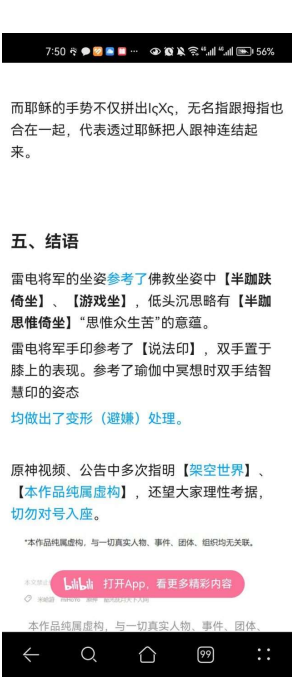 7:50
56%
而耶稣的手势不仅拼出IςXς，无名指跟拇指也
合在一起，代表透过耶稣把人跟神连结起
来。
五、结语
雷电将军的坐姿参考了佛教坐姿中【半跏趺
倚坐】、【游戏坐】，低头沉思略有【半跏
思惟倚坐】“思惟众生苦”的意蕴。
雷电将军手印参考了【说法印】，双手置于
膝上的表现。参考了瑜伽中冥想时双手结智
慧印的姿态
均做出了变形（避嫌）处理。
原神视频、公告中多次指明【架空世界】、
【本作品纯属虚构】，还望大家理性考据，
切勿对号入座。
*本作品纯属虚构，与一切真实人物、事件、团体、组织均无关联。
bilibili 打开App，看更多精彩内容
本作品纯属虚构，与一切真实人物、事件、团体、
99